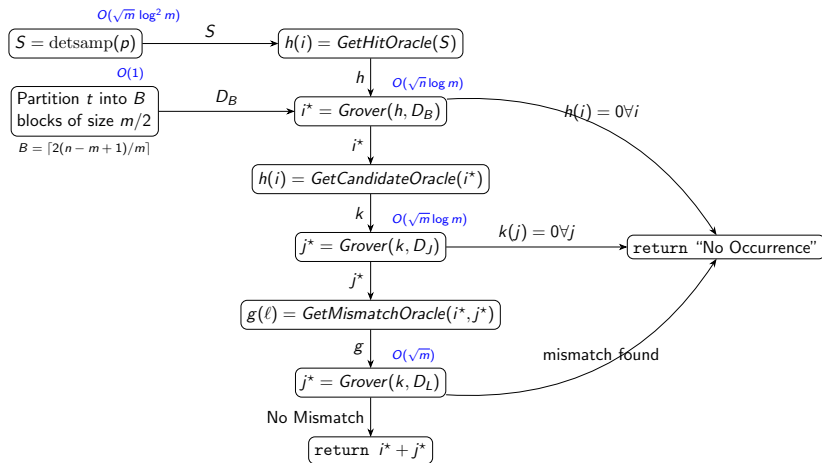 O(√m log² m)
S = detsamp(p)
S
h(i) = GetHitOracle(S)
O(1)
h
O(√n log m)
Partition t into B
blocks of size m/2
D_B
i* = Grover(h, D_B)
h(i) = 0∀i
B = ⌈2(n − m + 1)/m⌉
i*
h(i) = GetCandidateOracle(i*)
k
O(√m log m)
j* = Grover(k, D_J)
k(j) = 0∀j
return “No Occurrence”
j*
g(ℓ) = GetMismatchOracle(i*, j*)
g
O(√m)
mismatch found
j* = Grover(k, D_L)
No Mismatch
return i* + j*